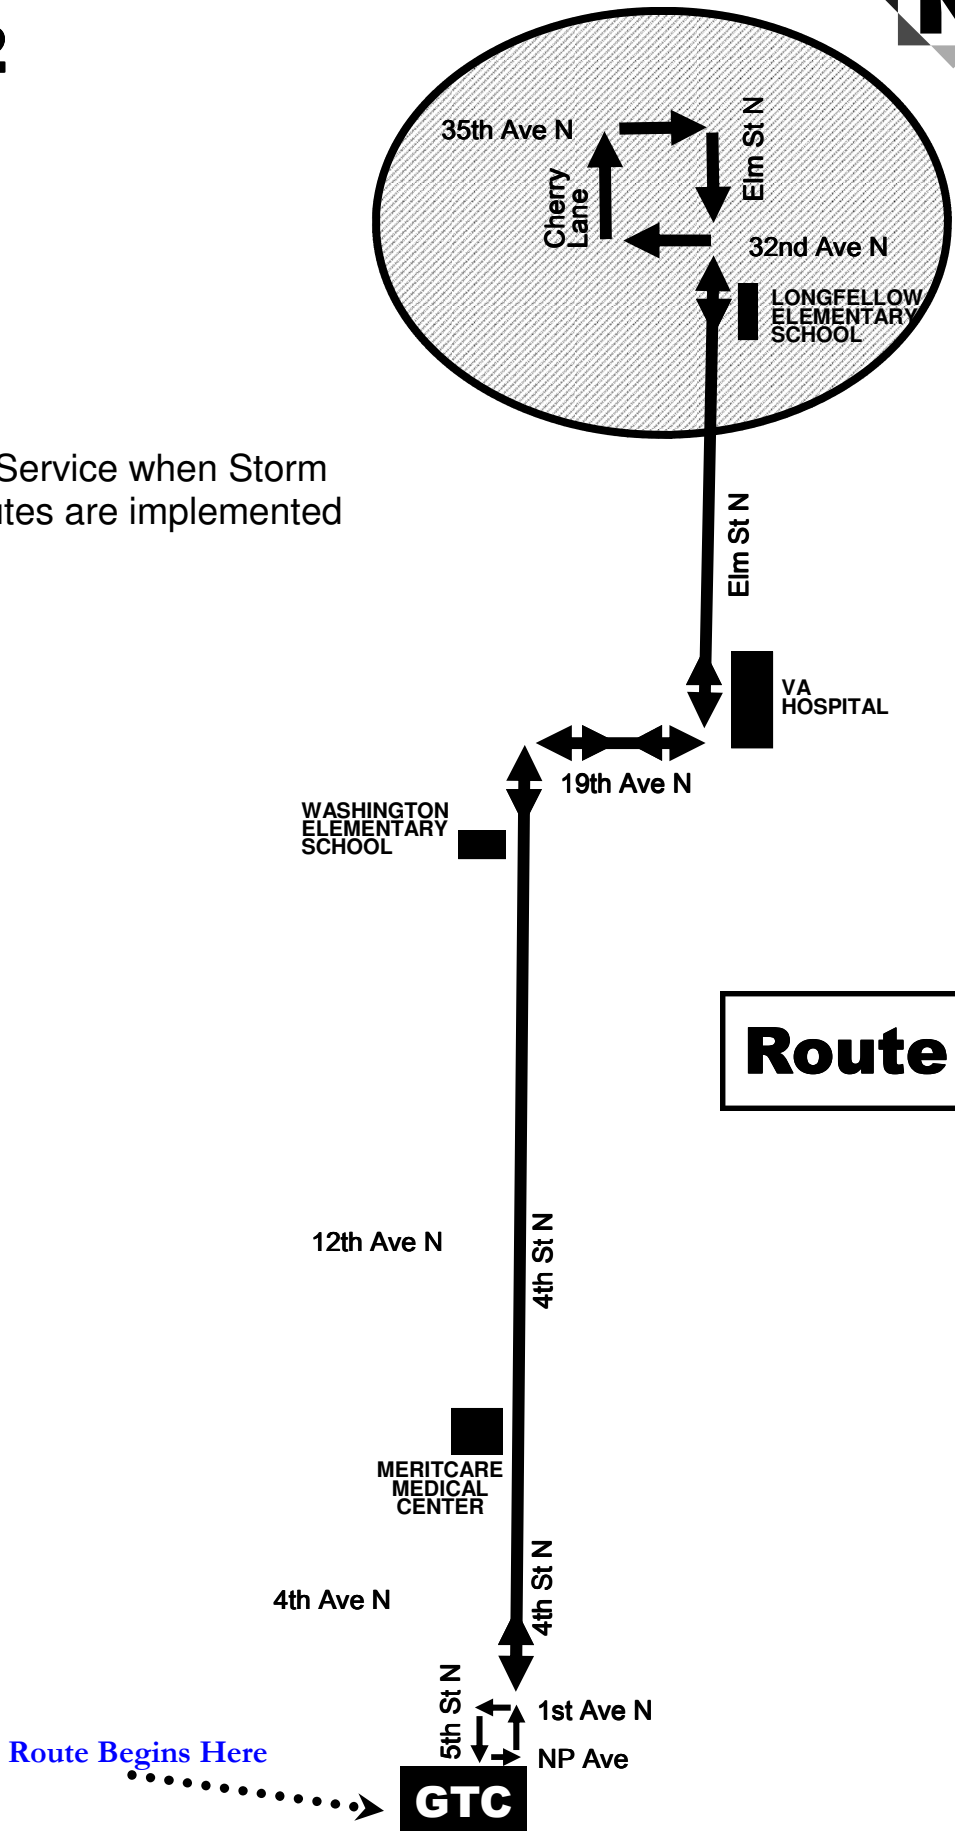 2
N
35th Ave N
Elm St N
Cherry
Lane
32nd Ave N
LONGFELLOW
ELEMENTARY
SCHOOL
Service when Storm
utes are implemented
Elm St N
VA
HOSPITAL
19th Ave N
WASHINGTON
ELEMENTARY
SCHOOL
Route
12th Ave N
4th St N
MERITCARE
MEDICAL
CENTER
4th St N
4th Ave N
5th St N
1st Ave N
NP Ave
Route Begins Here
GTC